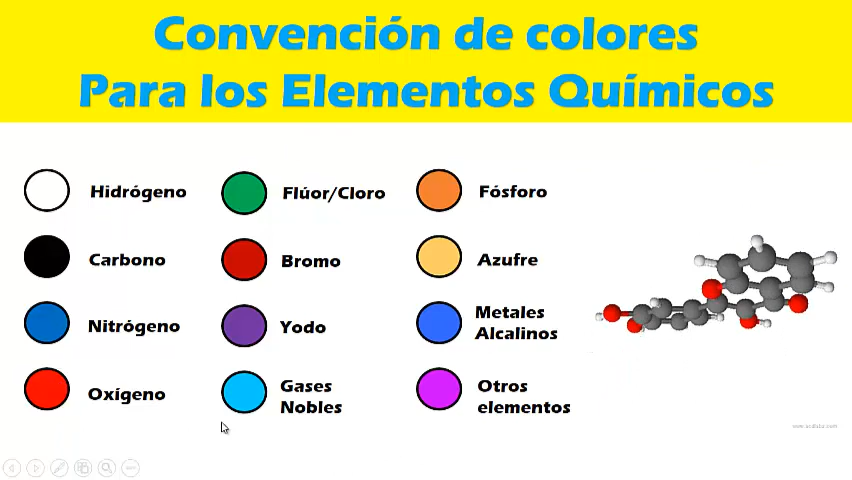 Convención de colores
Para los Elementos Químicos
Hidrógeno
Flúor/Cloro
Fósforo
Carbono
Bromo
Azufre
Nitrógeno
Yodo
Metales
Alcalinos
Oxígeno
Gases
Nobles
Otros
elementos